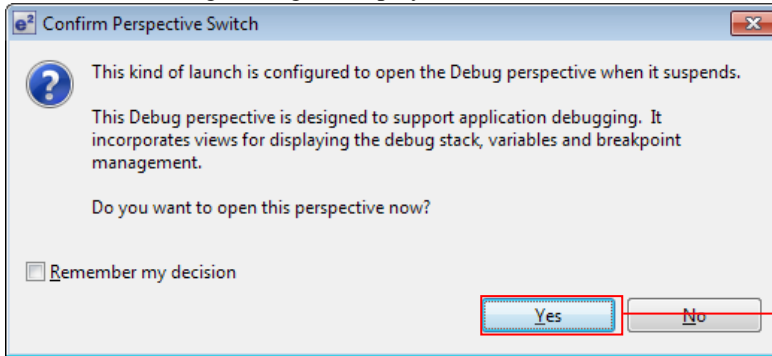 e² Confirm Perspective Switch
This kind of launch is configured to open the Debug perspective when it suspends.
This Debug perspective is designed to support application debugging. It
incorporates views for displaying the debug stack, variables and breakpoint
management.
Do you want to open this perspective now?
Remember my decision
Yes No